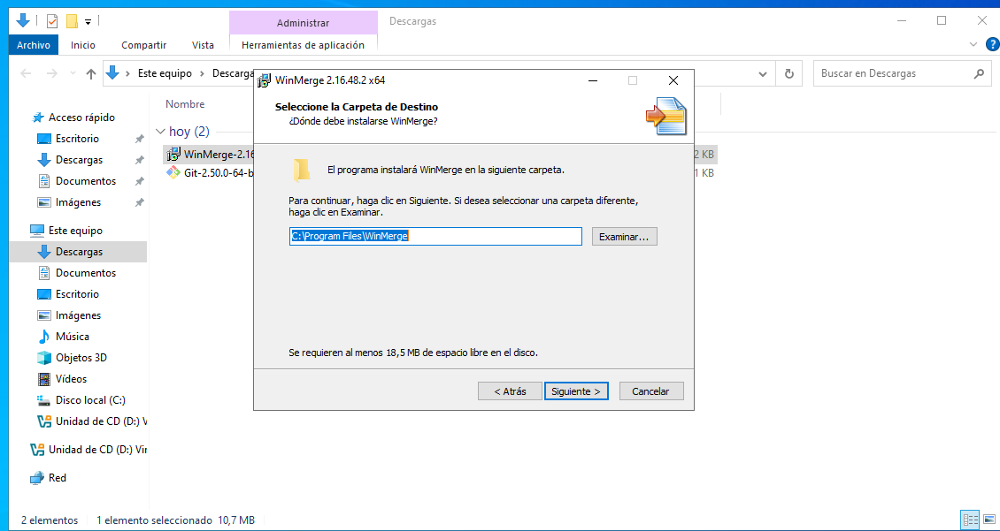 Administrar
Descargas
Archivo
Inicio
Compartir
Vista
Herramientas de aplicación
?
Este equipo
Descarga
Buscar en Descargas
WinMerge 2.16.48.2 x64
Seleccione la Carpeta de Destino
¿Dónde debe instalarse WinMerge?
El programa instalará WinMerge en la siguiente carpeta.
Para continuar, haga clic en Siguiente. Si desea seleccionar una carpeta diferente,
haga clic en Examinar.
C:\Program Files\WinMerge
Examinar...
Se requieren al menos 18,5 MB de espacio libre en el disco.
< Atrás
Siguiente >
Cancelar
Nombre
hoy (2)
WinMerge-2.16
2 KB
Git-2.50.0-64-b
1 KB
Acceso rápido
Escritorio
Descargas
Documentos
Imágenes
Este equipo
Descargas
Documentos
Escritorio
Imágenes
Música
Objetos 3D
Vídeos
Disco local (C:)
Unidad de CD (D:) V
Unidad de CD (D:) Vir
Red
2 elementos
1 elemento seleccionado 10,7 MB